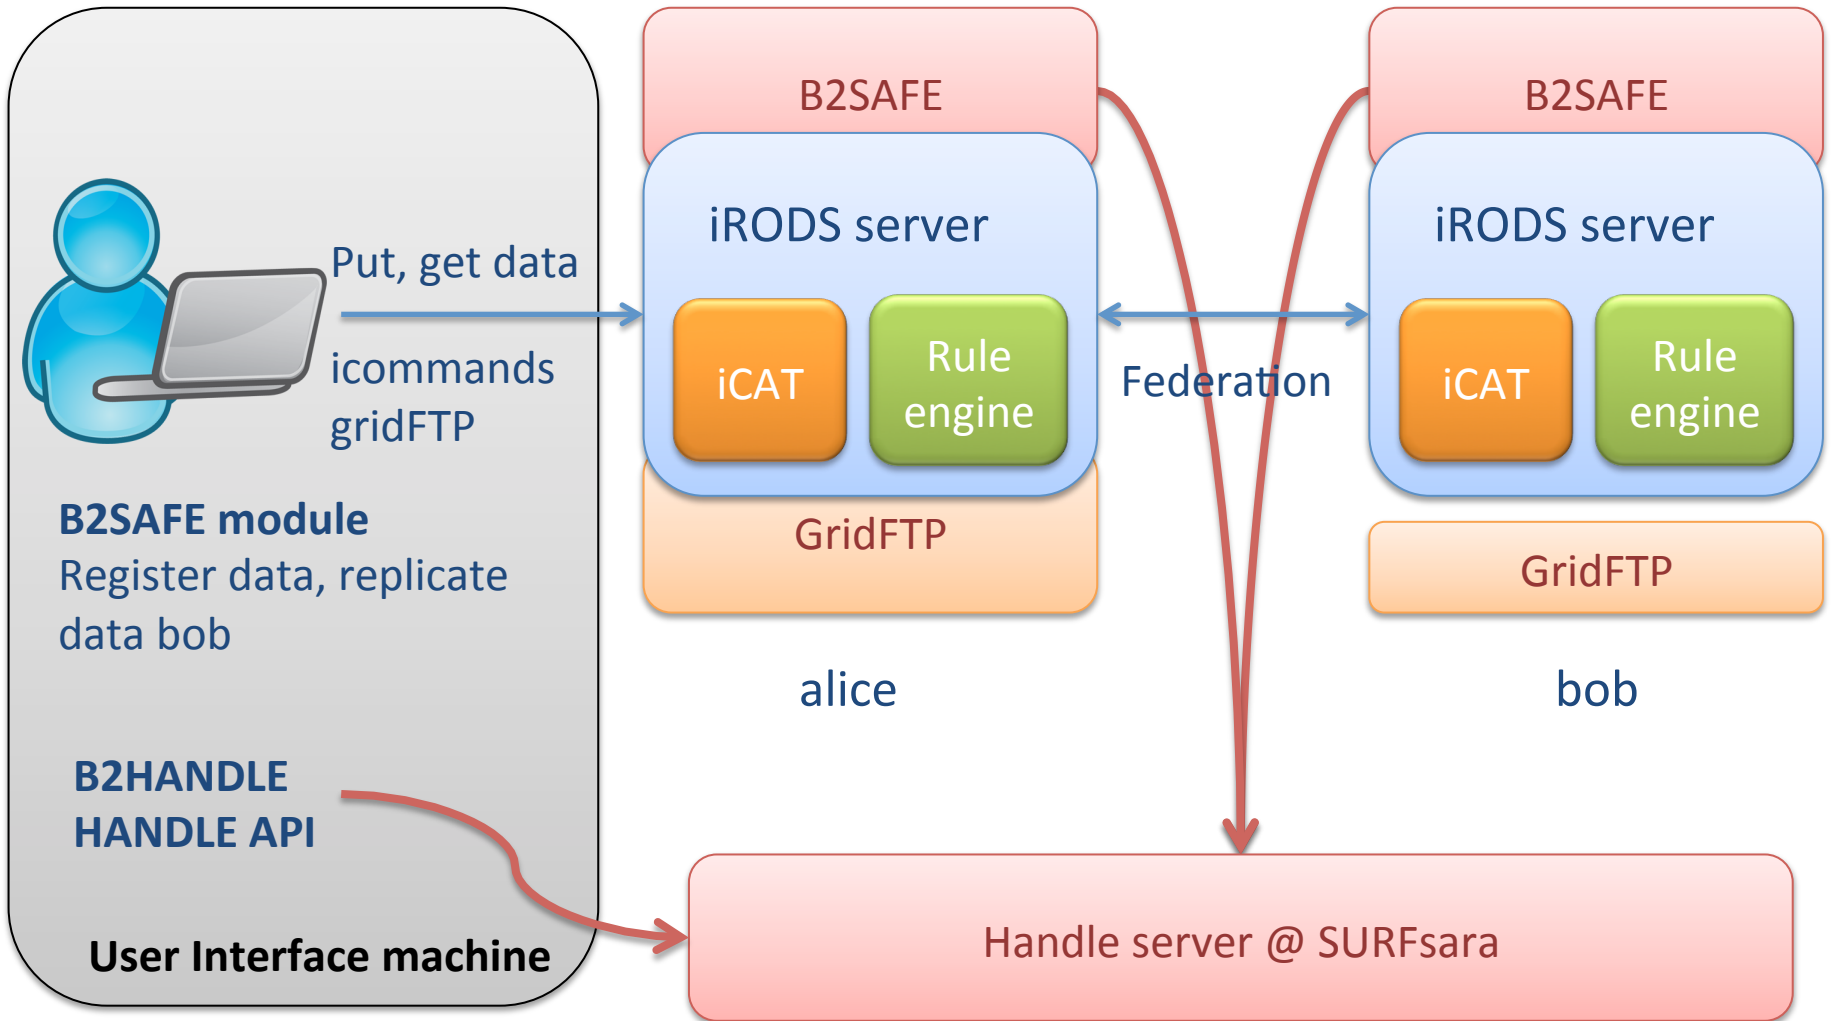 Put, get data
icommands
gridFTP
B2SAFE module
Register data, replicate
data bob
B2HANDLE
HANDLE API
User Interface machine
B2SAFE
iRODS server
iCAT
Rule
engine
GridFTP
alice
Federation
B2SAFE
iRODS server
iCAT
Rule
engine
GridFTP
bob
Handle server @ SURFsara